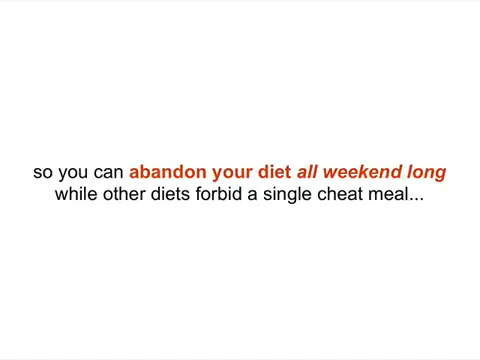 so you can abandon your diet all weekend long
while other diets forbid a single cheat meal...